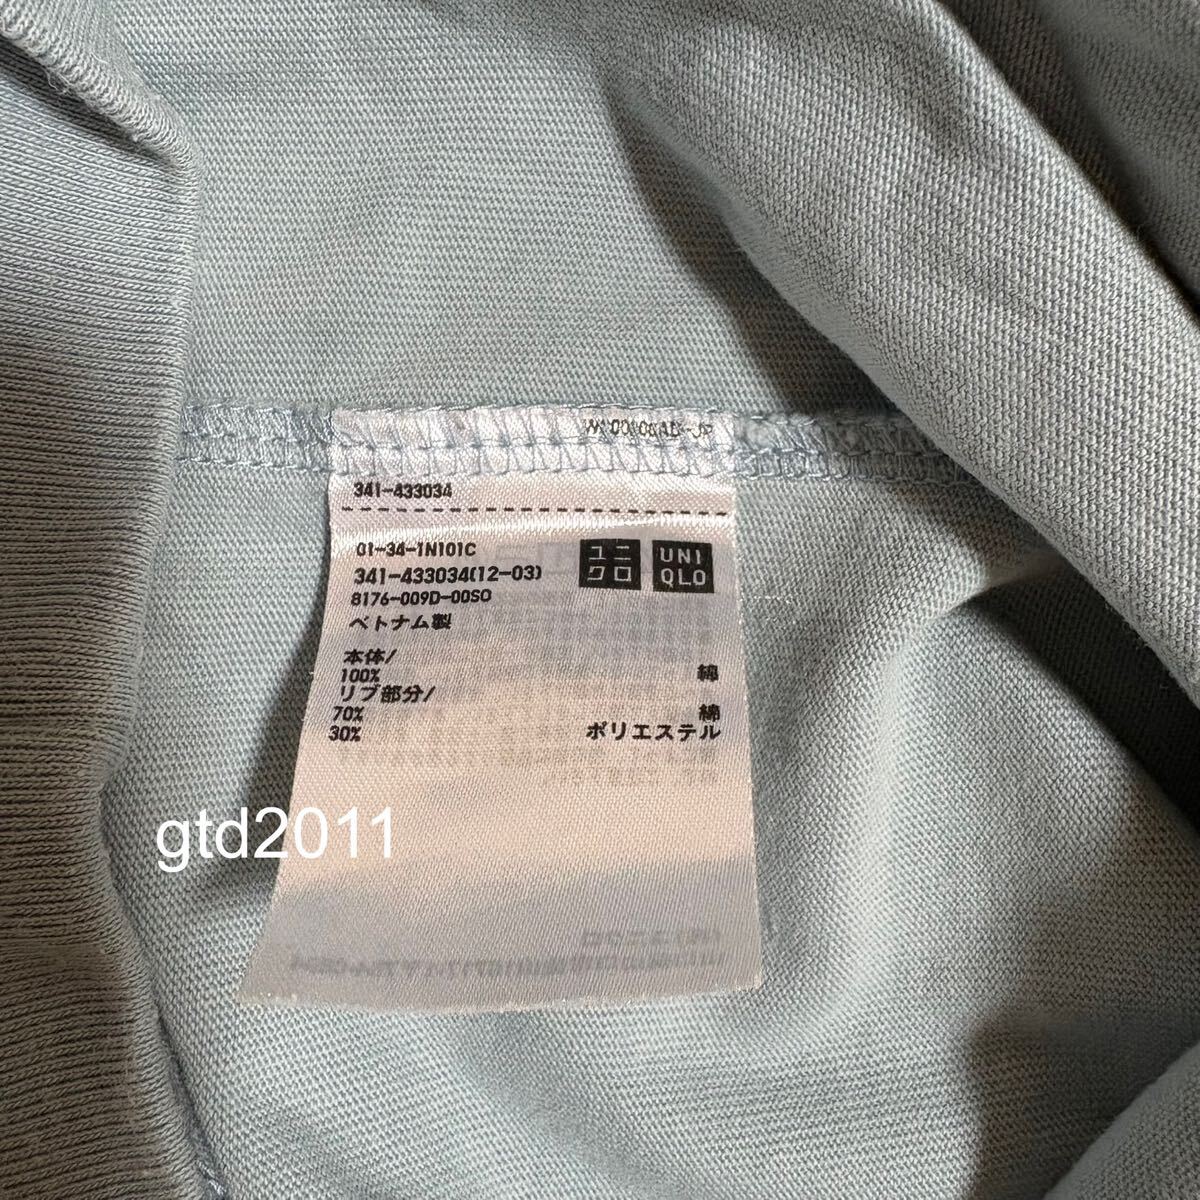 341-433034
01-34-1N101C
341-433034(12-03)
8176-009D-00SO
ユニクロ
UNIQLO
ベトナム製
本体/
100% 綿
リブ部分/
70% 綿
30% ポリエステル
gtd2011